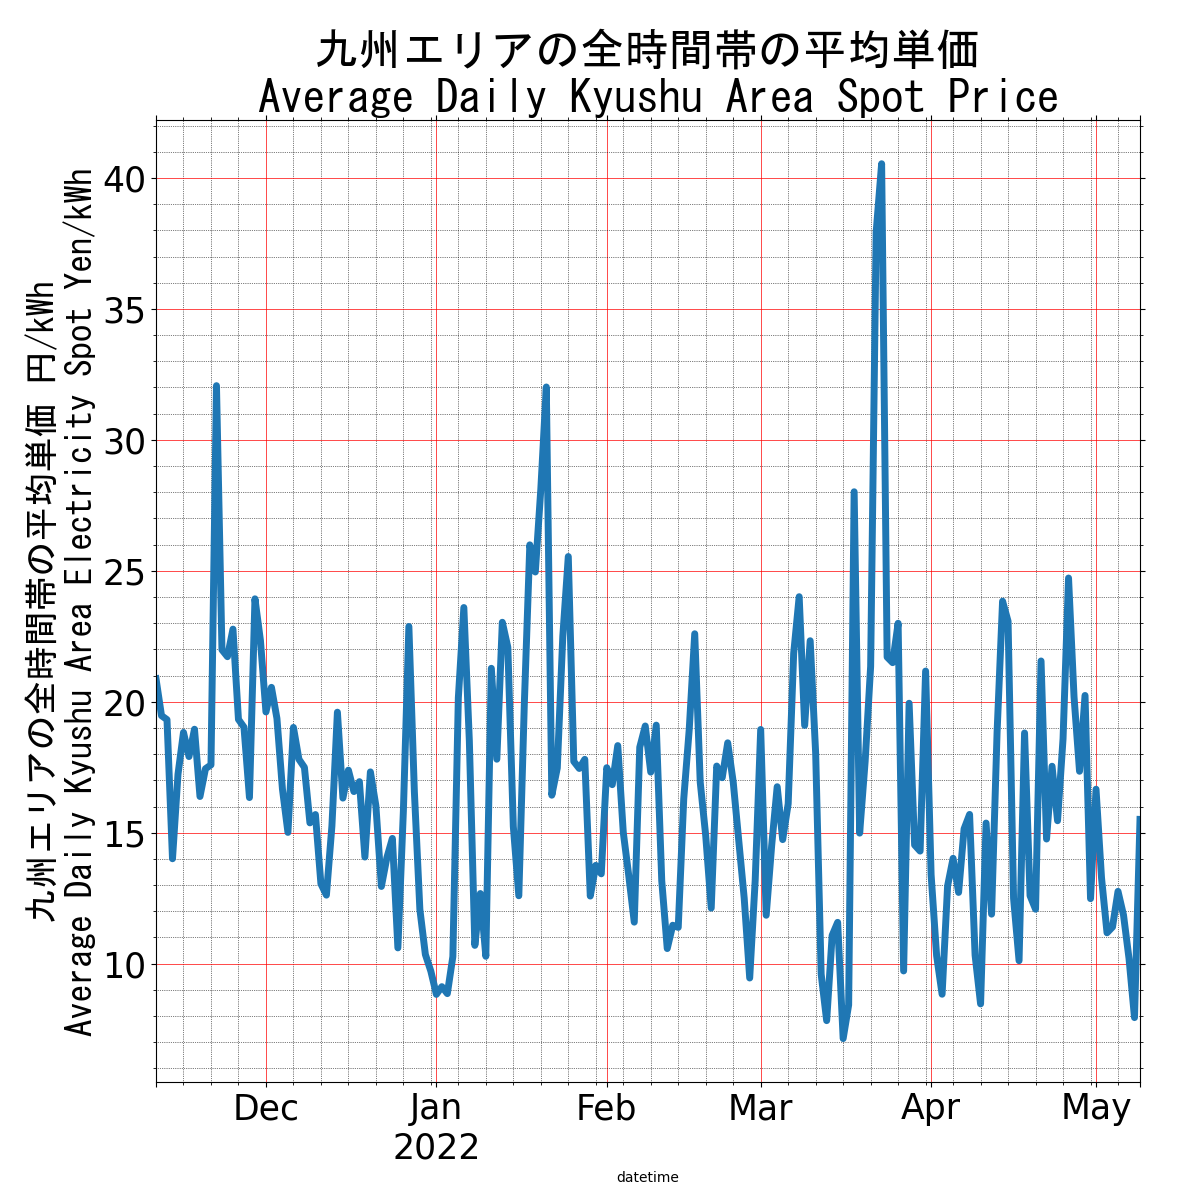 九州エリアの全時間帯の平均単価
Average Daily Kyushu Area Spot Price
九州エリアの全時間帯の平均単価 円/kWh
Average Daily Kyushu Area Electricity Spot Yen/kWh
40
35
30
25
20
15
10
Dec
Jan
2022
Feb
Mar
Apr
May
datetime